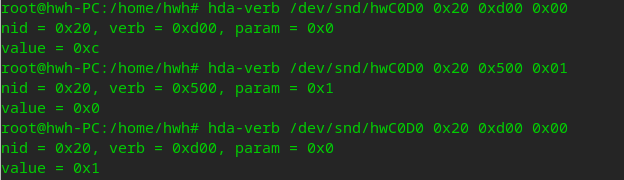 root@hwh-PC:/home/hwh# hda-verb /dev/snd/hwC0D0 0x20 0xd00 0x00
nid = 0x20, verb = 0xd00, param = 0x0
value = 0xc
root@hwh-PC:/home/hwh# hda-verb /dev/snd/hwC0D0 0x20 0x500 0x01
nid = 0x20, verb = 0x500, param = 0x1
value = 0x0
root@hwh-PC:/home/hwh# hda-verb /dev/snd/hwC0D0 0x20 0xd00 0x00
nid = 0x20, verb = 0xd00, param = 0x0
value = 0x1